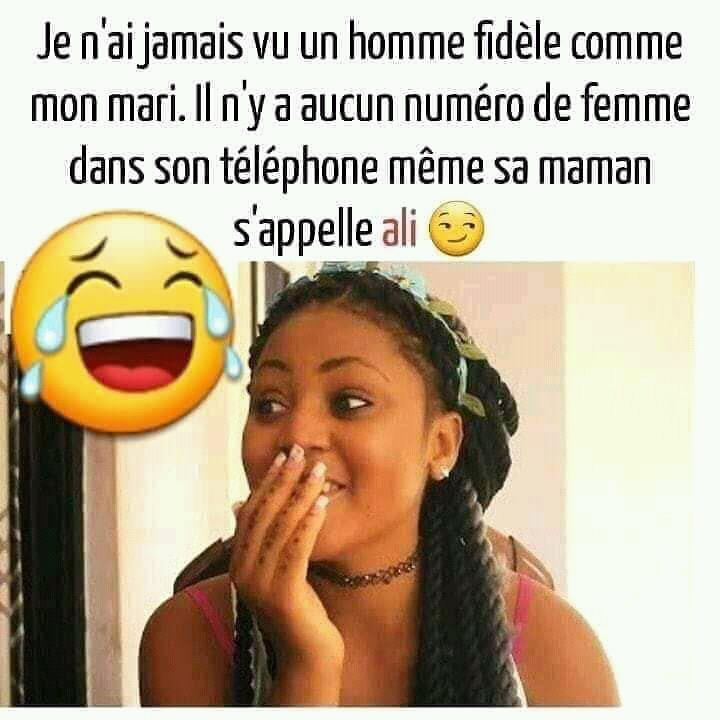 Je n'ai jamais vu un homme fidèle comme
mon mari. Il n'y a aucun numéro de femme
dans son téléphone même sa maman
s'appelle ali 😏